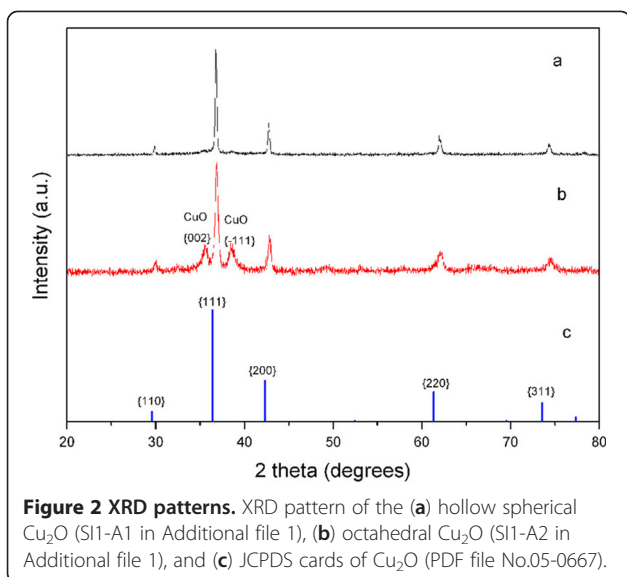 a
b
CuO CuO
{002} {-111}
{111}
c
{200}
{110}
{220}
{311}
20 30 40 50 60 70 80
2 theta (degrees)
Intensity (a.u.)
Figure 2 XRD patterns. XRD pattern of the (a) hollow spherical
Cu₂O (SI1-A1 in Additional file 1), (b) octahedral Cu₂O (SI1-A2 in
Additional file 1), and (c) JCPDS cards of Cu₂O (PDF file No.05-0667).